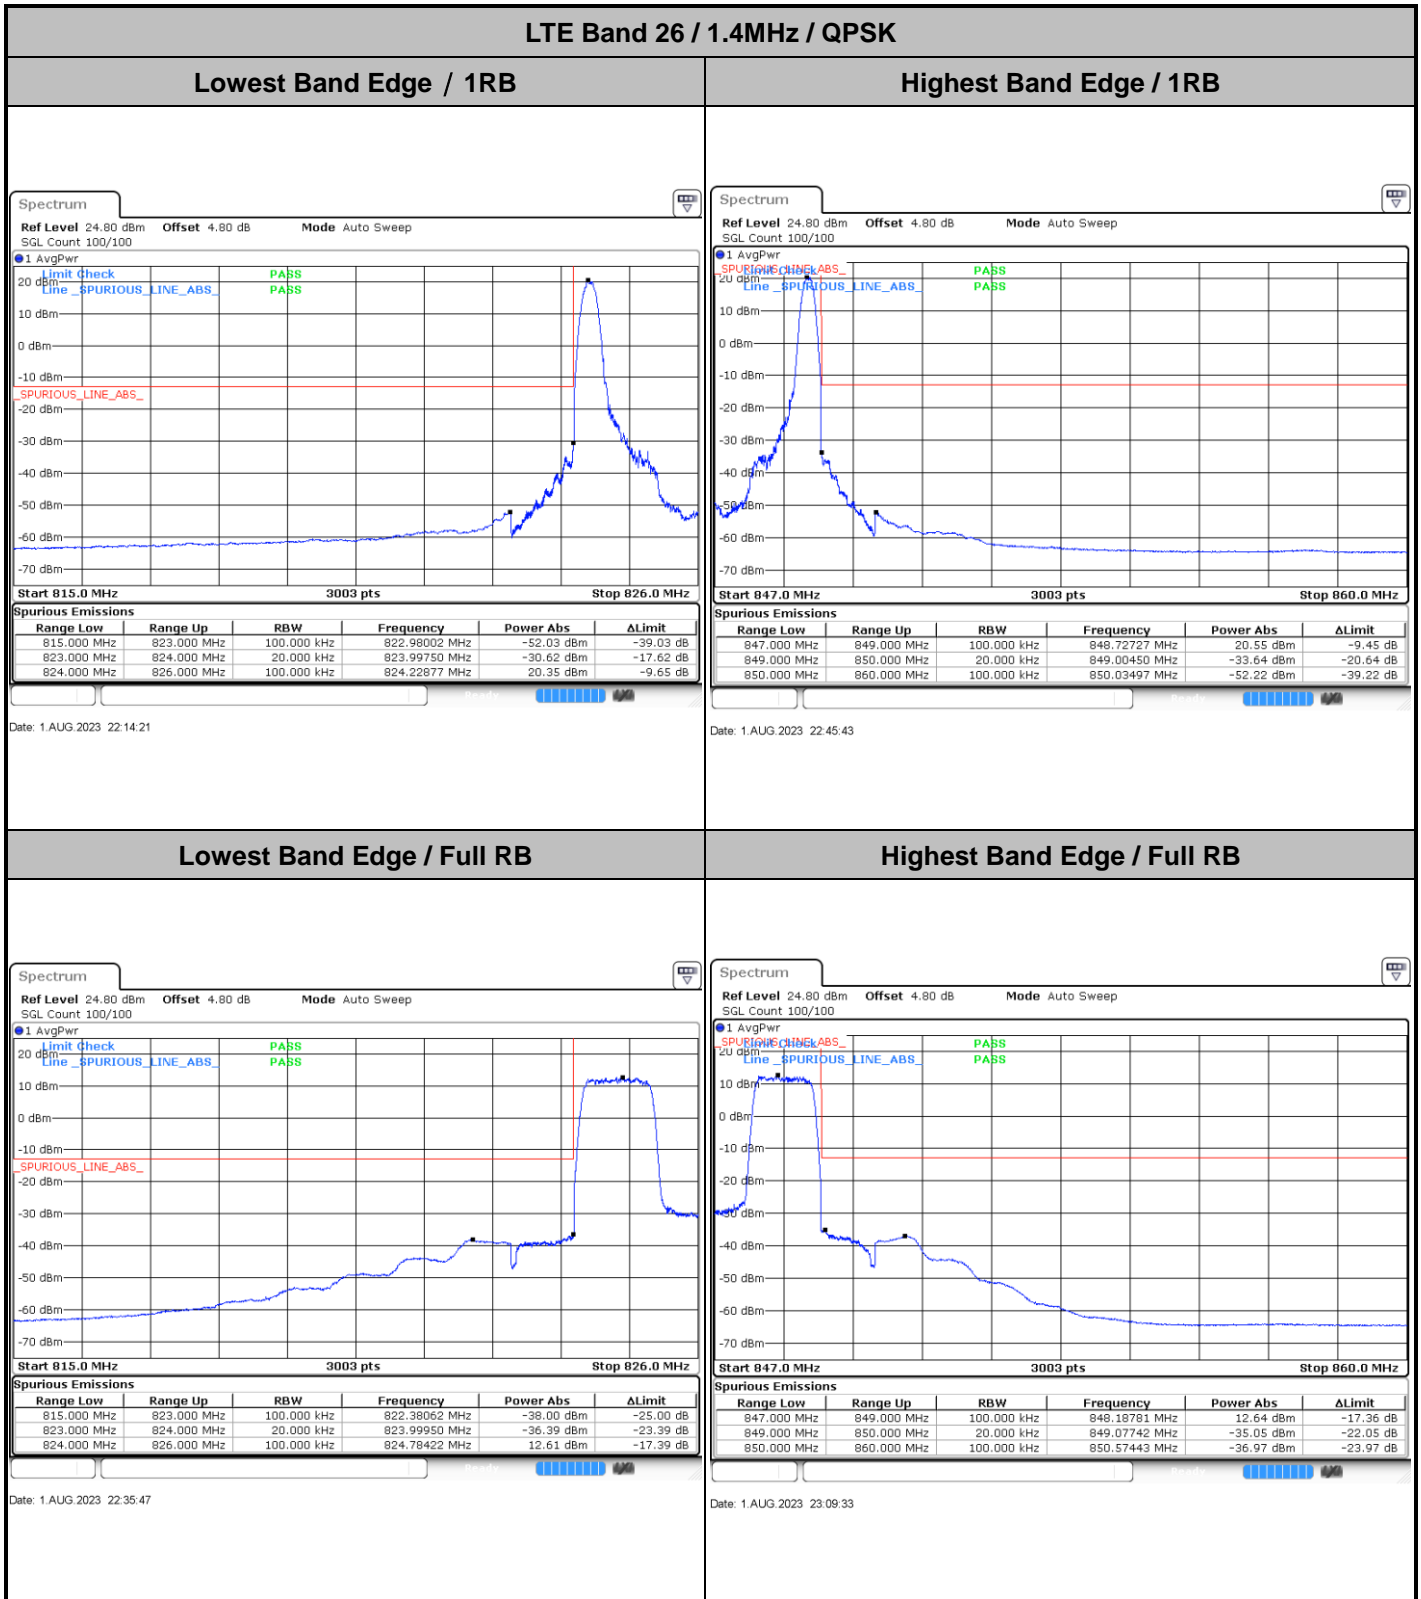 LTE Band 26 / 1.4MHz / QPSK
Lowest Band Edge / 1RB
Highest Band Edge / 1RB
Spectrum
Ref Level 24.80 dBm Offset 4.80 dB Mode Auto Sweep
SGL Count 100/100
1 AvgPwr
Limit Check PASS
20 dBm
Line _SPURIOUS_LINE_ABS_ PASS
10 dBm
0 dBm
-10 dBm
_SPURIOUS_LINE_ABS_
-20 dBm
-30 dBm
-40 dBm
-50 dBm
-60 dBm
-70 dBm
Start 815.0 MHz 3003 pts Stop 826.0 MHz
Spurious Emissions
Range Low Range Up RBW Frequency Power Abs ΔLimit
815.000 MHz 823.000 MHz 100.000 kHz 822.98002 MHz -52.03 dBm -39.03 dB
823.000 MHz 824.000 MHz 20.000 kHz 823.99750 MHz -30.62 dBm -17.62 dB
824.000 MHz 826.000 MHz 100.000 kHz 824.22877 MHz 20.35 dBm -9.65 dB
Ready
Date: 1.AUG.2023 22:14:21
Spectrum
Ref Level 24.80 dBm Offset 4.80 dB Mode Auto Sweep
SGL Count 100/100
1 AvgPwr
_SPURIOUS_LINE_ABS_
Limit Check PASS
20 dBm
Line _SPURIOUS_LINE_ABS_ PASS
10 dBm
0 dBm
-10 dBm
-20 dBm
-30 dBm
-40 dBm
-50 dBm
-60 dBm
-70 dBm
Start 847.0 MHz 3003 pts Stop 860.0 MHz
Spurious Emissions
Range Low Range Up RBW Frequency Power Abs ΔLimit
847.000 MHz 849.000 MHz 100.000 kHz 848.72727 MHz 20.55 dBm -9.45 dB
849.000 MHz 850.000 MHz 20.000 kHz 849.00450 MHz -33.64 dBm -20.64 dB
850.000 MHz 860.000 MHz 100.000 kHz 850.03497 MHz -52.22 dBm -39.22 dB
Ready
Date: 1.AUG.2023 22:45:43
Lowest Band Edge / Full RB
Highest Band Edge / Full RB
Spectrum
Ref Level 24.80 dBm Offset 4.80 dB Mode Auto Sweep
SGL Count 100/100
1 AvgPwr
Limit Check PASS
20 dBm
Line _SPURIOUS_LINE_ABS_ PASS
10 dBm
0 dBm
-10 dBm
_SPURIOUS_LINE_ABS_
-20 dBm
-30 dBm
-40 dBm
-50 dBm
-60 dBm
-70 dBm
Start 815.0 MHz 3003 pts Stop 826.0 MHz
Spurious Emissions
Range Low Range Up RBW Frequency Power Abs ΔLimit
815.000 MHz 823.000 MHz 100.000 kHz 822.38062 MHz -38.00 dBm -25.00 dB
823.000 MHz 824.000 MHz 20.000 kHz 823.99950 MHz -36.39 dBm -23.39 dB
824.000 MHz 826.000 MHz 100.000 kHz 824.78422 MHz 12.61 dBm -17.39 dB
Ready
Date: 1.AUG.2023 22:35:47
Spectrum
Ref Level 24.80 dBm Offset 4.80 dB Mode Auto Sweep
SGL Count 100/100
1 AvgPwr
_SPURIOUS_LINE_ABS_
Limit Check PASS
20 dBm
Line _SPURIOUS_LINE_ABS_ PASS
10 dBm
0 dBm
-10 dBm
-20 dBm
-30 dBm
-40 dBm
-50 dBm
-60 dBm
-70 dBm
Start 847.0 MHz 3003 pts Stop 860.0 MHz
Spurious Emissions
Range Low Range Up RBW Frequency Power Abs ΔLimit
847.000 MHz 849.000 MHz 100.000 kHz 848.18781 MHz 12.64 dBm -17.36 dB
849.000 MHz 850.000 MHz 20.000 kHz 849.07742 MHz -35.05 dBm -22.05 dB
850.000 MHz 860.000 MHz 100.000 kHz 850.57443 MHz -36.97 dBm -23.97 dB
Ready
Date: 1.AUG.2023 23:09:33